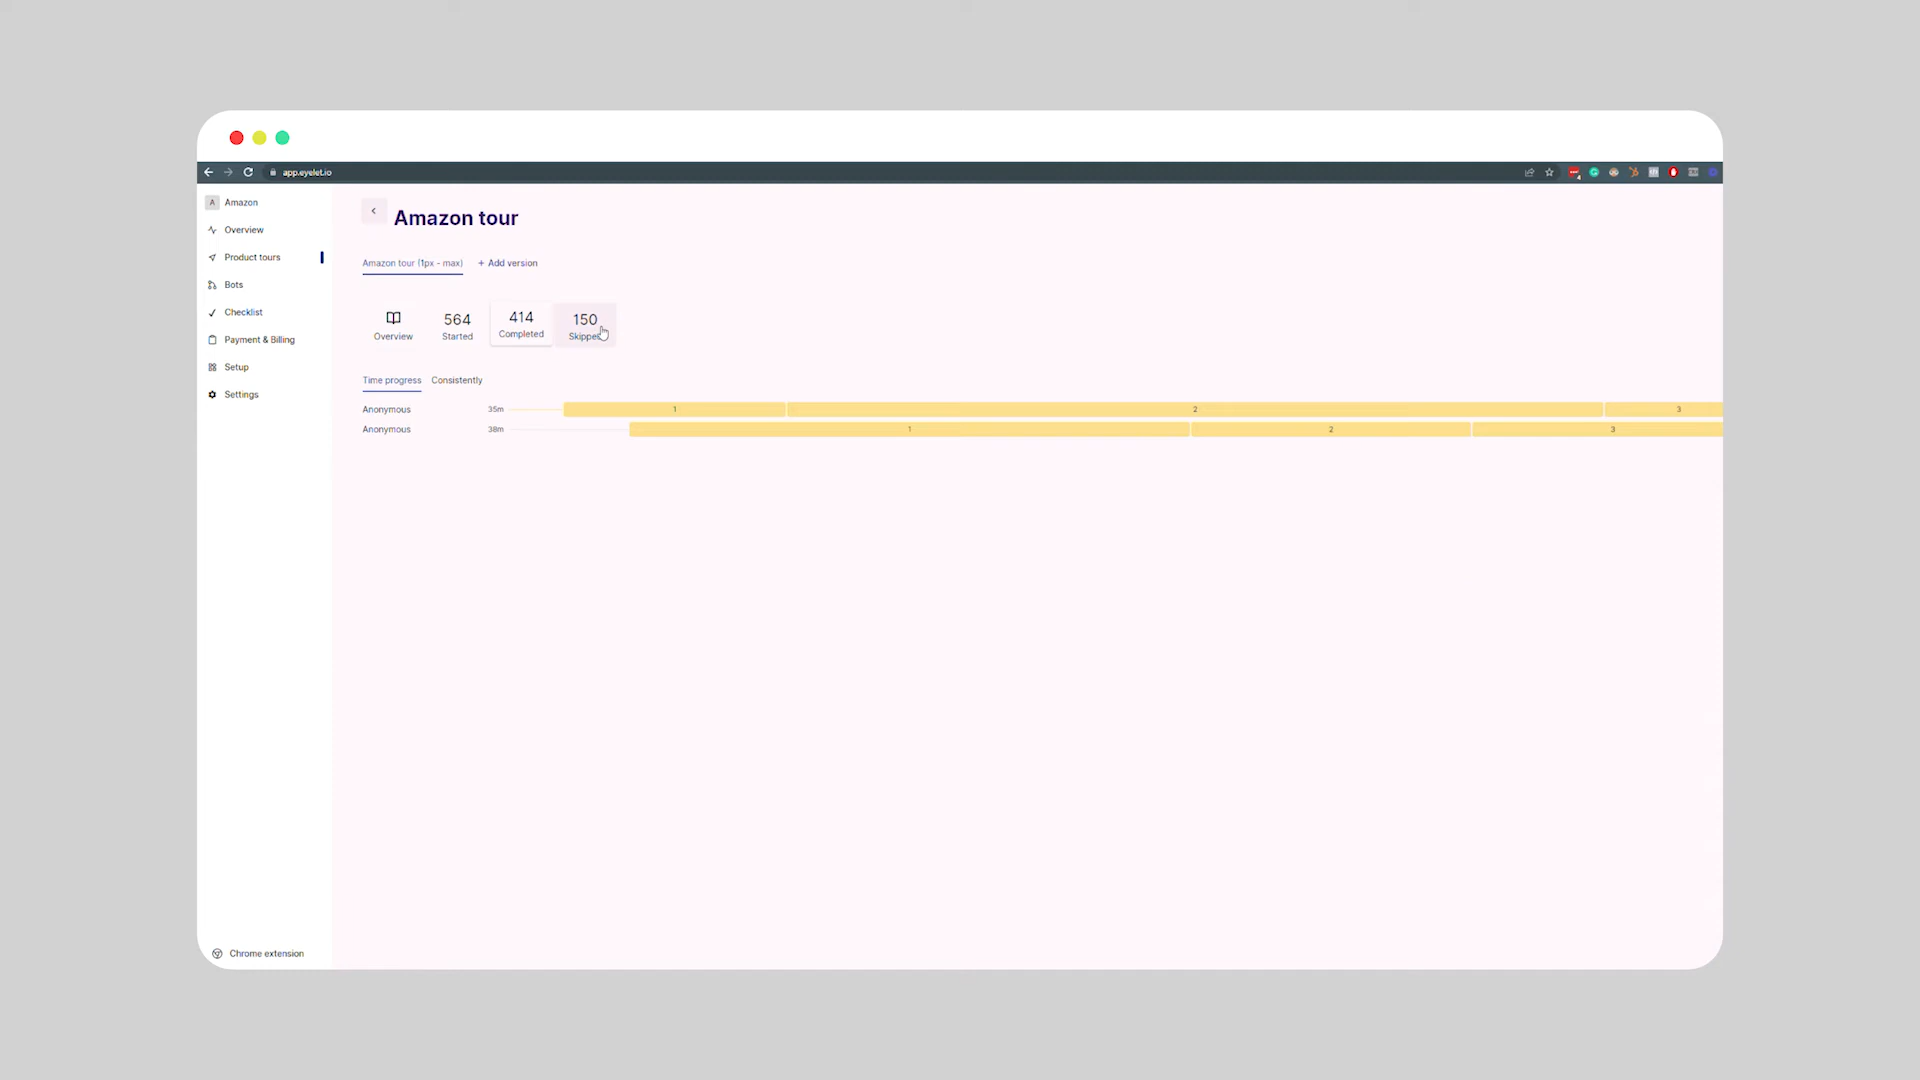 app.eyelet.io
A Amazon
Overview
Product tours
Bots
Checklist
Payment & Billing
Setup
Settings
Chrome extension
Amazon tour
Amazon tour (1px - max) + Add version
Overview
564
Started
414
Completed
150
Time progress Consistently
Anonymous 35m 1 2 3
Anonymous 38m 1 2 3